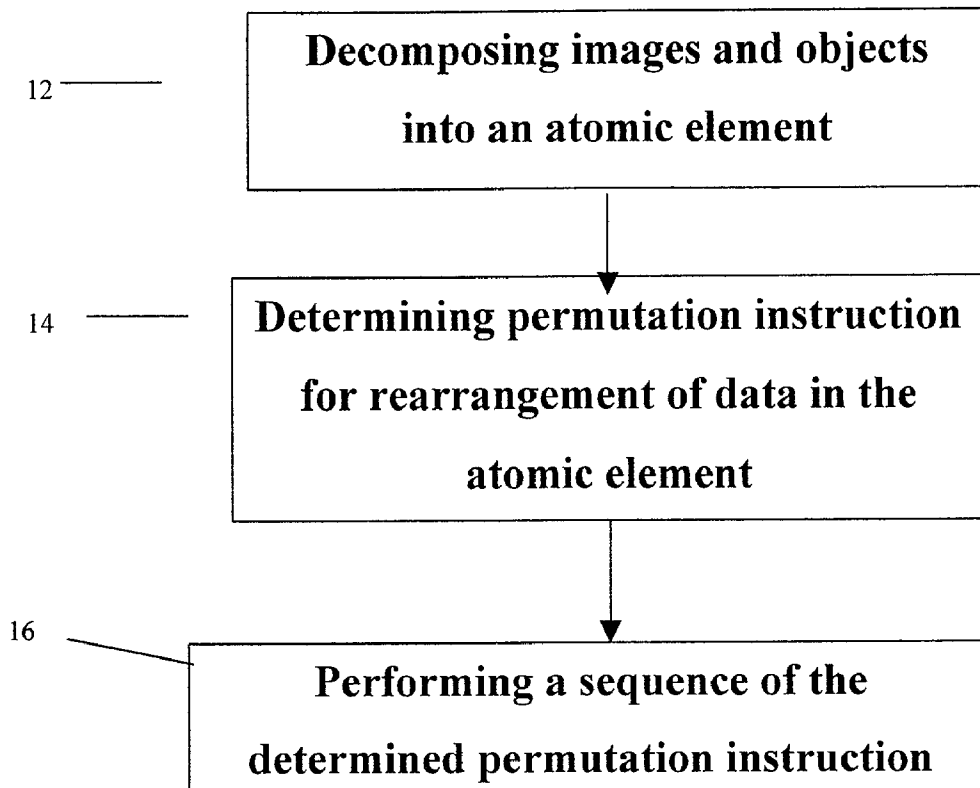 Decomposing images and objects
12
into an atomic element
14
Determining permutation instruction
for rearrangement of data in the
atomic element
16
Performing a sequence of the
determined permutation instruction